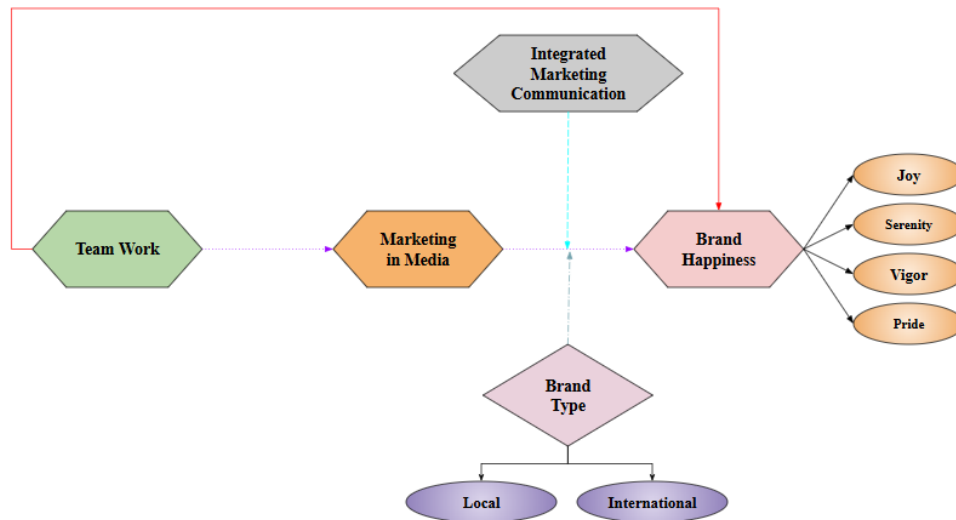 Integrated
Marketing
Communication
Joy
Serenity
Team Work
Marketing
in Media
Brand
Happiness
Vigor
Pride
Brand
Type
Local
International